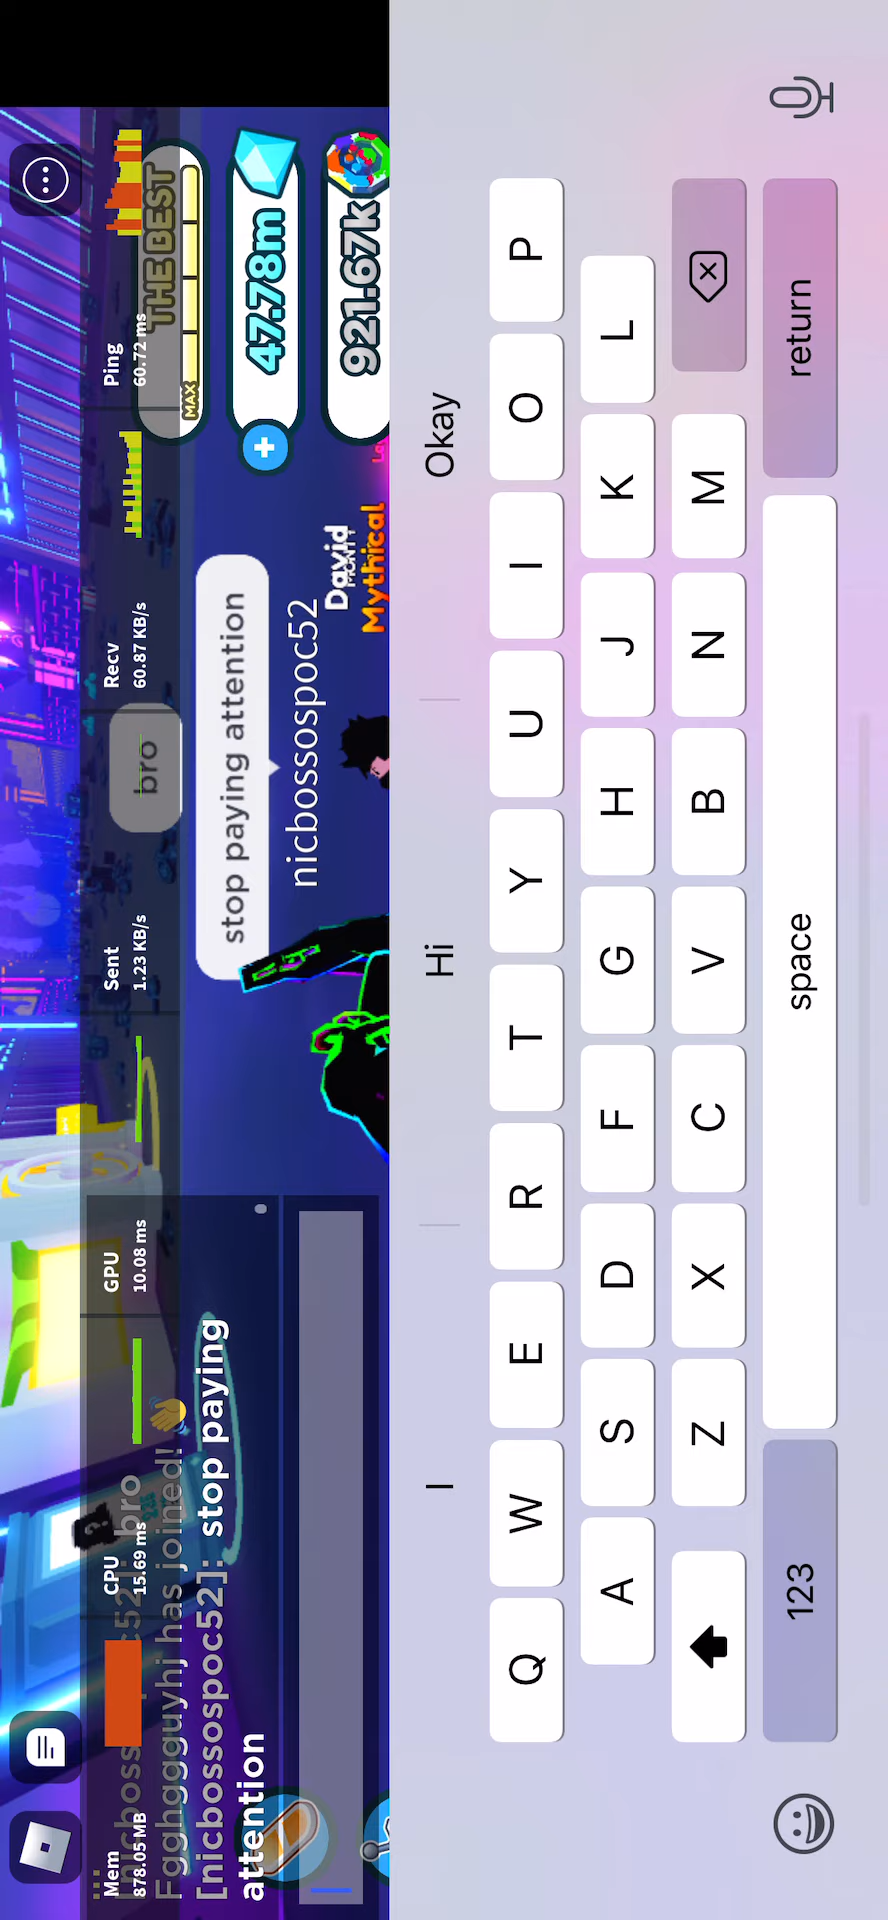 Mem
878.05 MB
CPU
15.69 ms
GPU
10.08 ms
Sent
1.23 KB/s
Recv
60.87 KB/s
Ping
60.72 ms
bro
THE BEST
MAX
stop paying attention
47.78m
nicbossospoc52
David
Mythical
921.67k
bro
Fgghgggguyhj has joined! 👋
[nicbossospoc52]: stop paying
attention
I
Hi
Okay
Q W E R T Y U I O P
A S D F G H J K L
Z X C V B N M
123
space
return